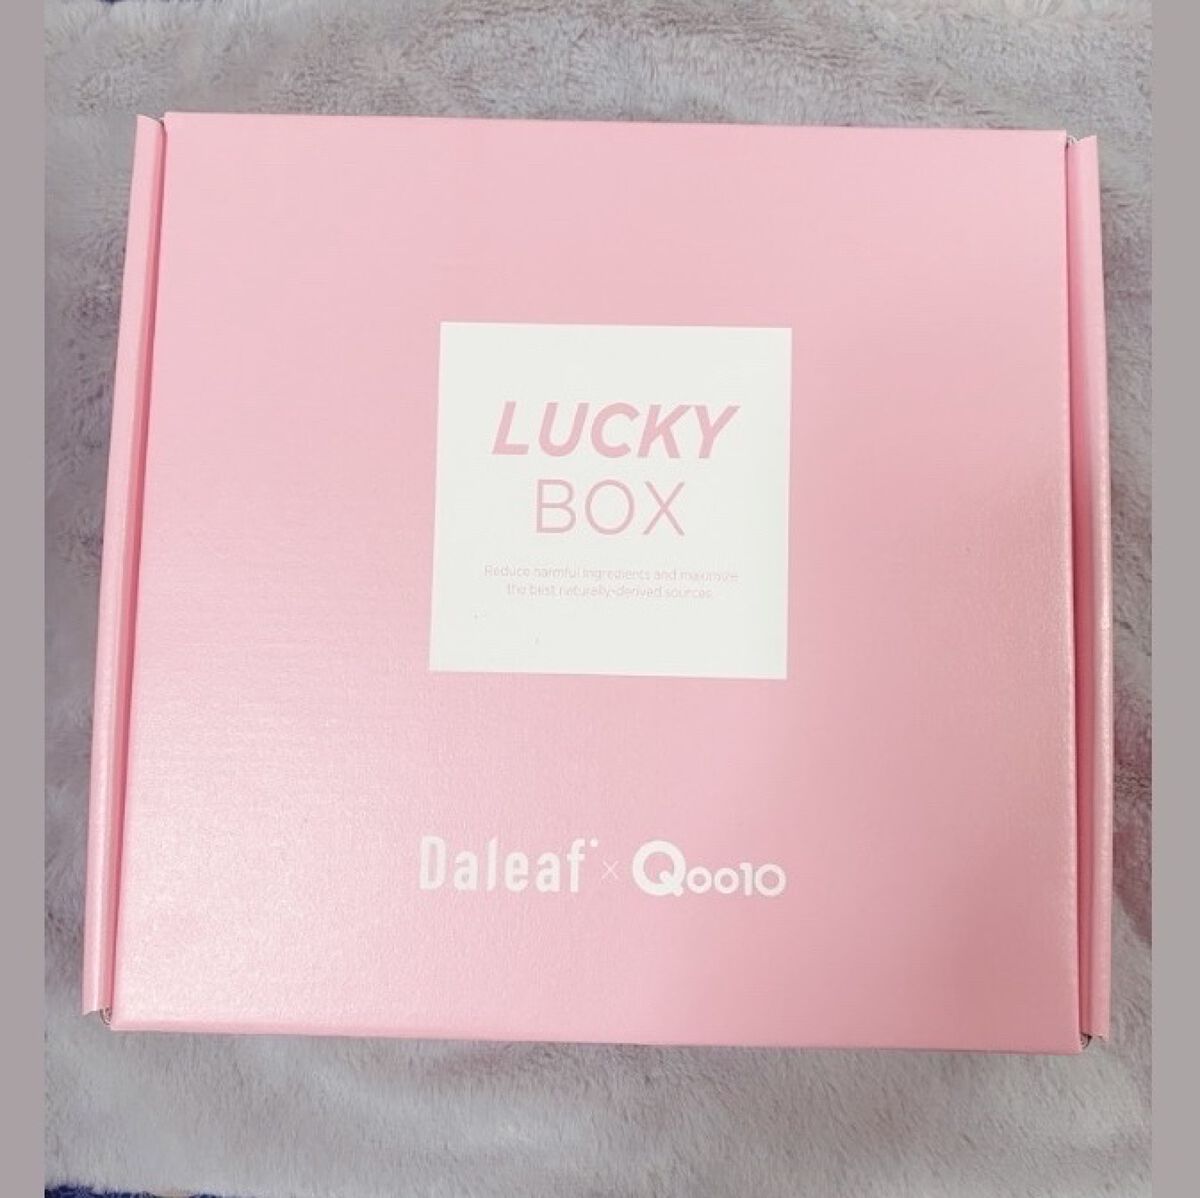 LUCKY
BOX
Reduce harmful ingredients and maximize
the best naturally-derived sources.
Daleaf × Qoo10